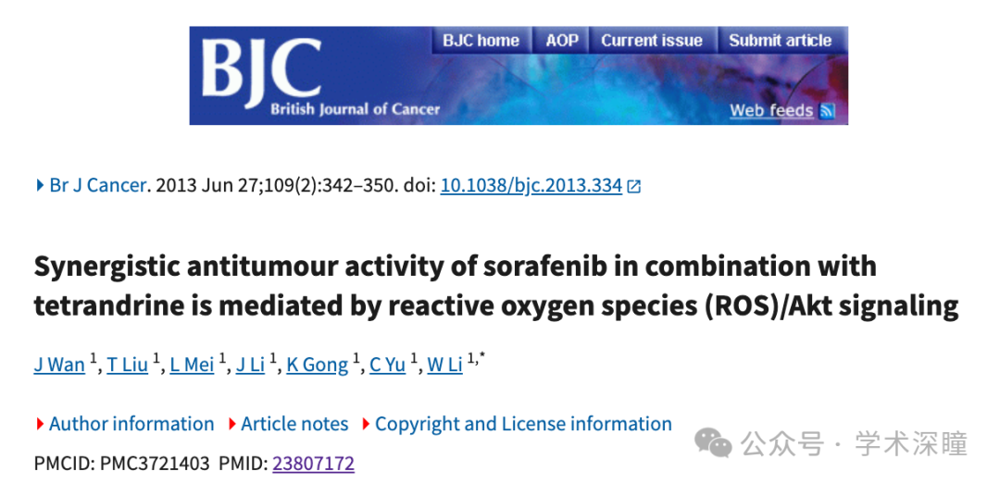 BJC home AOP Current issue Submit article
BJC
British Journal of Cancer
Web feeds
Br J Cancer. 2013 Jun 27;109(2):342–350. doi: 10.1038/bjc.2013.334
Synergistic antitumour activity of sorafenib in combination with
tetrandrine is mediated by reactive oxygen species (ROS)/Akt signaling
J Wan 1, T Liu 1, L Mei 1, J Li 1, K Gong 1, C Yu 1, W Li 1,*
Author information Article notes Copyright and License information
PMCID: PMC3721403 PMID: 23807172
公众号 · 学术深瞳